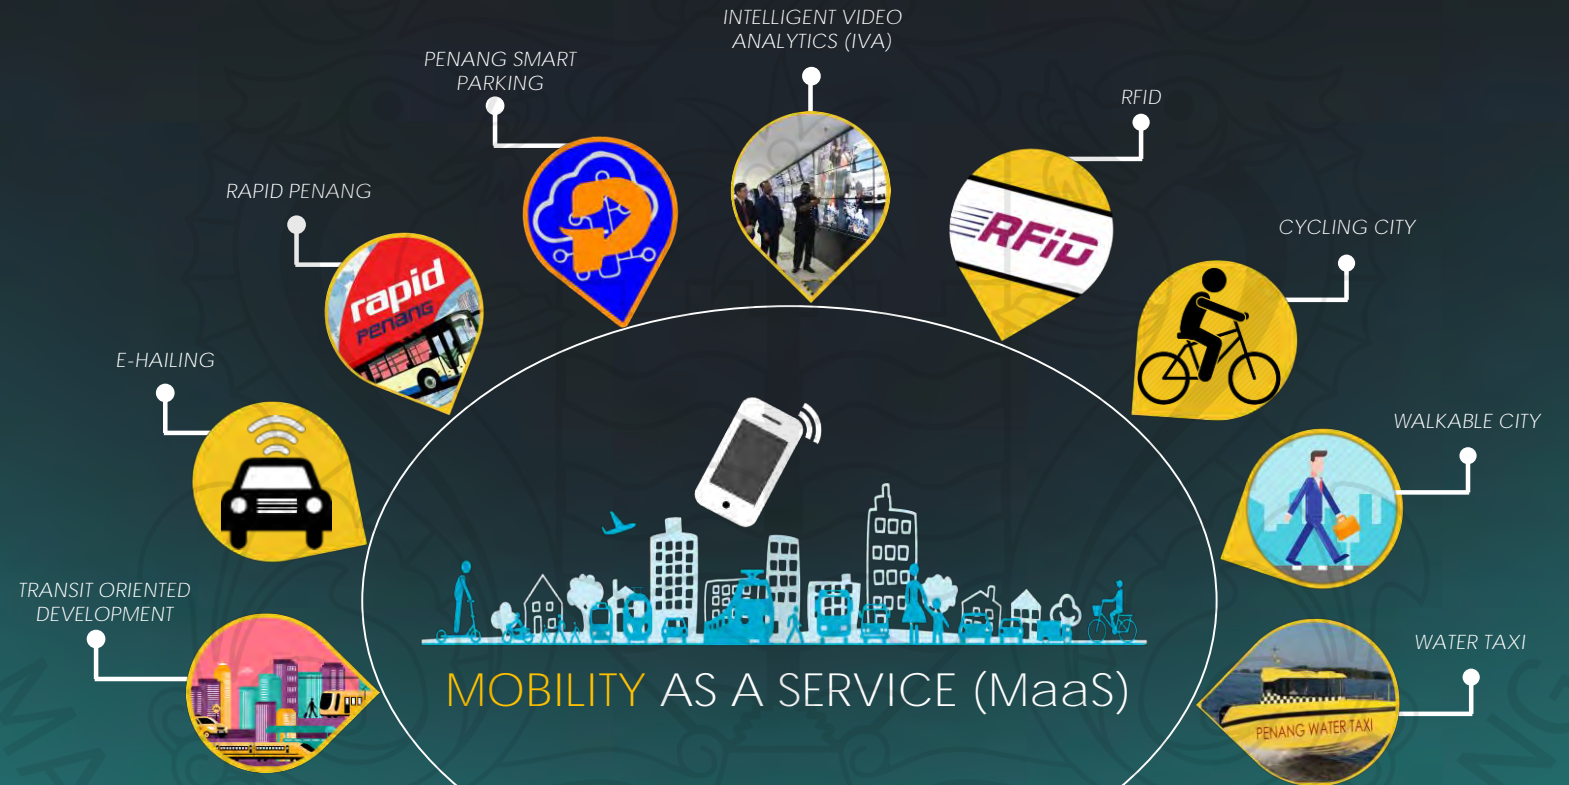 INTELLIGENT VIDEO
ANALYTICS (IVA)
PENANG SMART
PARKING
RFID
RAPID PENANG
CYCLING CITY
E-HAILING
WALKABLE CITY
TRANSIT ORIENTED
DEVELOPMENT
WATER TAXI
rapid
PENANG
P
RFiD
PENANG WATER TAXI
MOBILITY AS A SERVICE (MaaS)